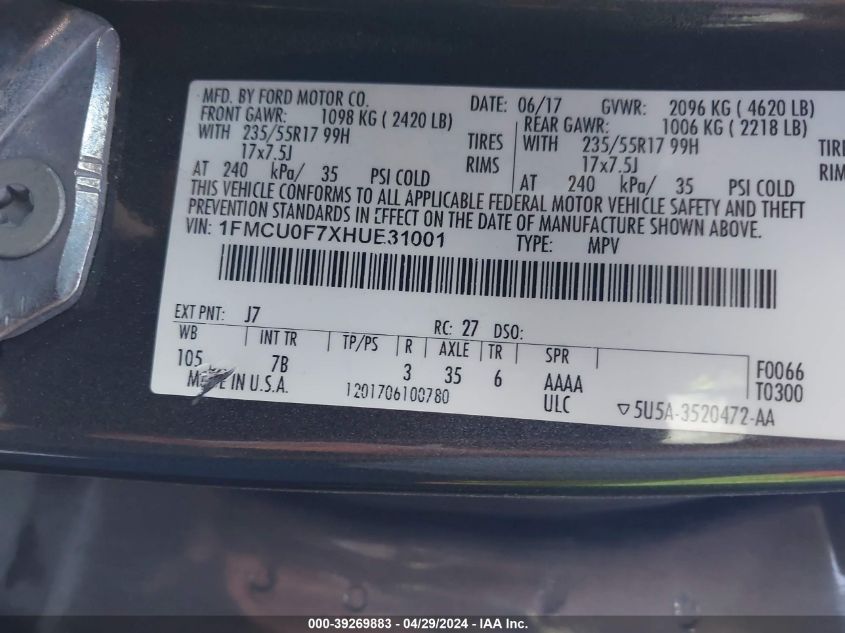 MFD. BY FORD MOTOR CO. DATE: 06/17 GVWR: 2096 KG ( 4620 LB)
FRONT GAWR: 1098 KG ( 2420 LB) REAR GAWR: 1006 KG ( 2218 LB)
WITH 235/55R17 99H TIRES WITH 235/55R17 99H
17x7.5J RIMS 17x7.5J
AT 240 kPa/ 35 PSI COLD AT 240 kPa/ 35 PSI COLD
THIS VEHICLE CONFORMS TO ALL APPLICABLE FEDERAL MOTOR VEHICLE SAFETY AND THEFT
PREVENTION STANDARDS IN EFFECT ON THE DATE OF MANUFACTURE SHOWN ABOVE.
VIN: 1FMCU0F7XHUE31001 TYPE: MPV
EXT PNT: J7 RC: 27 DSO:
WB INT TR TP/PS R AXLE TR SPR
105 7B 3 35 6 AAAA F0066
MADE IN U.S.A. 1201706100780 ULC T0300
5U5A-3520472-AA
000-39269883 / 04/29/2024 - IAA Inc.